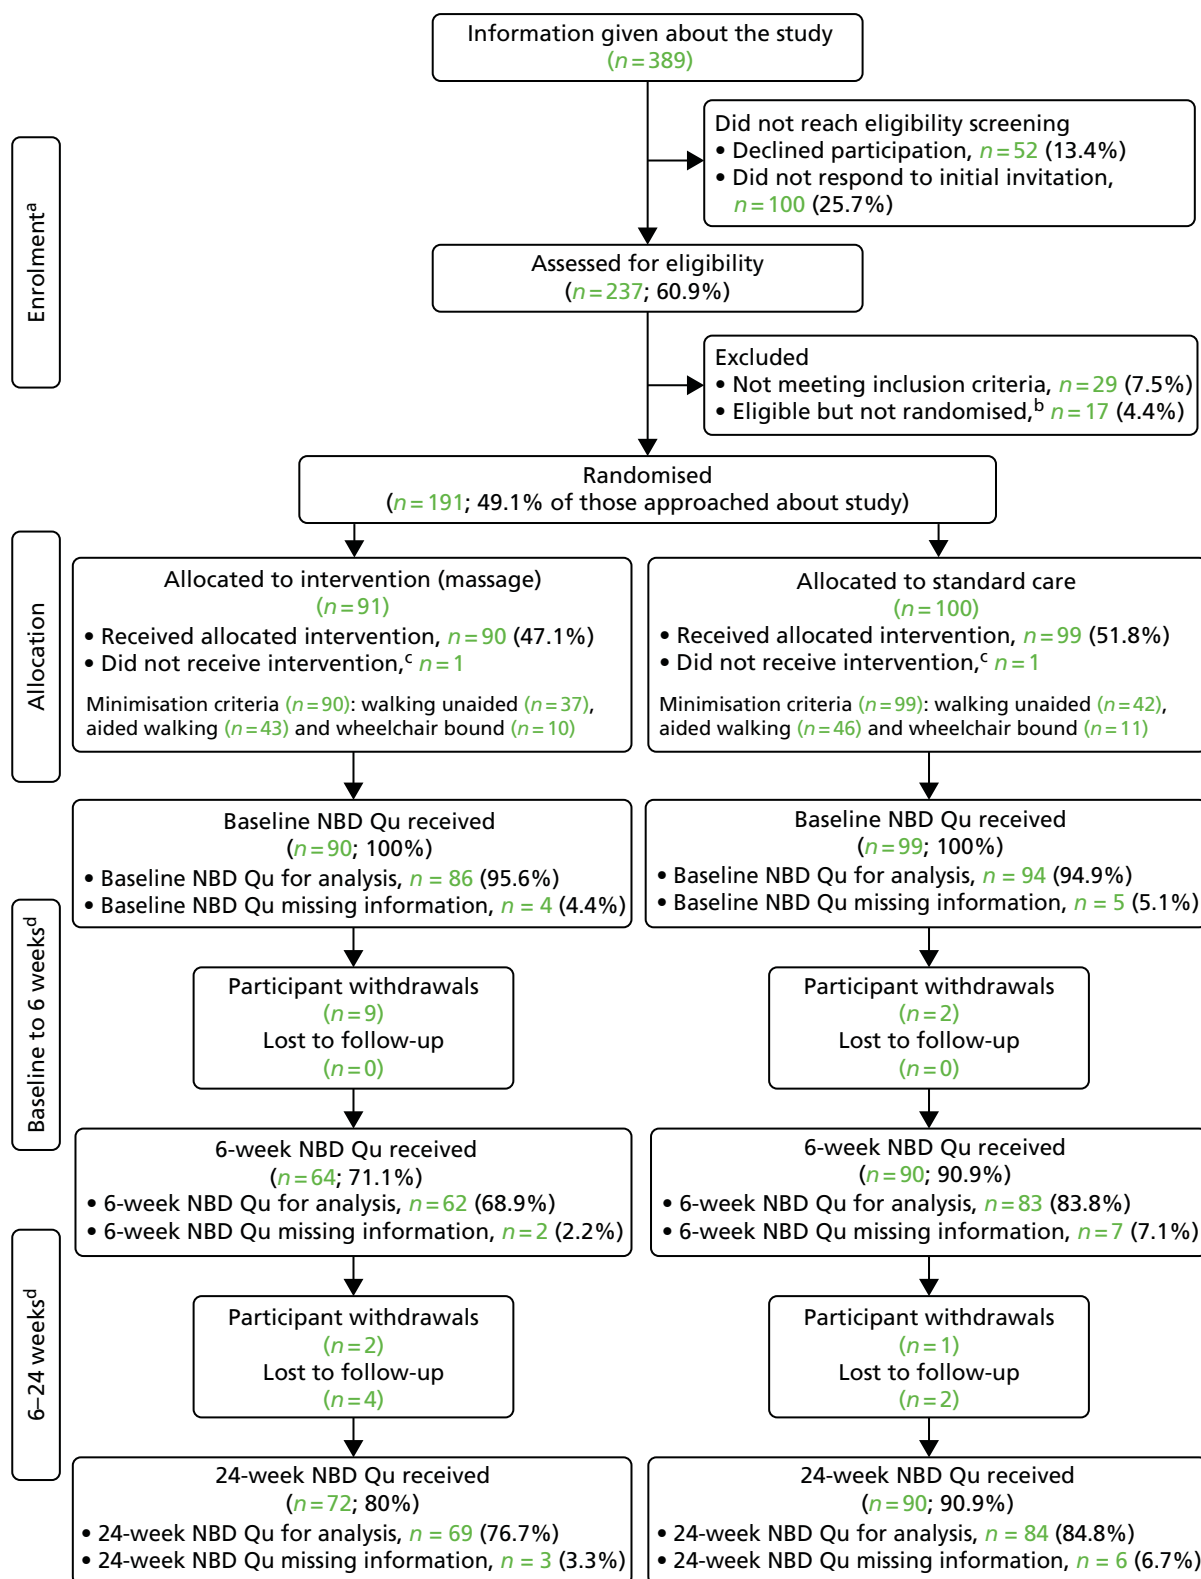 Information given about the study
(n=389)
Did not reach eligibility screening
• Declined participation, n=52 (13.4%)
• Did not respond to initial invitation,
n=100 (25.7%)
Enrolmentᵃ
Assessed for eligibility
(n=237; 60.9%)
Excluded
• Not meeting inclusion criteria, n=29 (7.5%)
• Eligible but not randomised,ᵇ n=17 (4.4%)
Randomised
(n=191; 49.1% of those approached about study)
Allocation
Allocated to intervention (massage)
(n=91)
• Received allocated intervention, n=90 (47.1%)
• Did not receive intervention,ᶜ n=1
Minimisation criteria (n=90): walking unaided (n=37),
aided walking (n=43) and wheelchair bound (n=10)
Allocated to standard care
(n=100)
• Received allocated intervention, n=99 (51.8%)
• Did not receive intervention,ᶜ n=1
Minimisation criteria (n=99): walking unaided (n=42),
aided walking (n=46) and wheelchair bound (n=11)
Baseline to 6 weeksᵈ
Baseline NBD Qu received
(n=90; 100%)
• Baseline NBD Qu for analysis, n = 86 (95.6%)
• Baseline NBD Qu missing information, n = 4 (4.4%)
Baseline NBD Qu received
(n=99; 100%)
• Baseline NBD Qu for analysis, n = 94 (94.9%)
• Baseline NBD Qu missing information, n = 5 (5.1%)
Participant withdrawals
(n=9)
Lost to follow-up
(n=0)
Participant withdrawals
(n=2)
Lost to follow-up
(n=0)
6-week NBD Qu received
(n=64; 71.1%)
• 6-week NBD Qu for analysis, n=62 (68.9%)
• 6-week NBD Qu missing information, n=2 (2.2%)
6-week NBD Qu received
(n=90; 90.9%)
• 6-week NBD Qu for analysis, n=83 (83.8%)
• 6-week NBD Qu missing information, n=7 (7.1%)
6–24 weeksᵈ
Participant withdrawals
(n=2)
Lost to follow-up
(n=4)
Participant withdrawals
(n=1)
Lost to follow-up
(n=2)
24-week NBD Qu received
(n=72; 80%)
• 24-week NBD Qu for analysis, n = 69 (76.7%)
• 24-week NBD Qu missing information, n = 3 (3.3%)
24-week NBD Qu received
(n=90; 90.9%)
• 24-week NBD Qu for analysis, n = 84 (84.8%)
• 24-week NBD Qu missing information, n = 6 (6.7%)